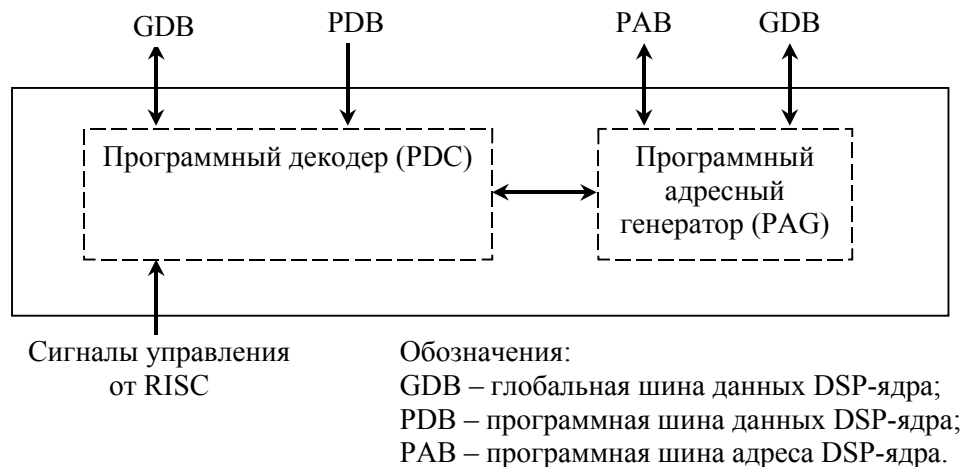 GDB
PDB
PAB
GDB
Программный декодер (PDC)
Программный
адресный
генератор (PAG)
Сигналы управления
от RISC
Обозначения:
GDB – глобальная шина данных DSP-ядра;
PDB – программная шина данных DSP-ядра;
PAB – программная шина адреса DSP-ядра.